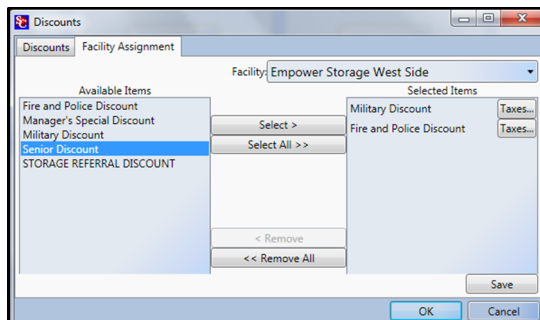 SC Discounts
Discounts Facility Assignment
Facility: Empower Storage West Side
Available Items
Selected Items
Fire and Police Discount
Manager's Special Discount
Military Discount
Senior Discount
STORAGE REFERRAL DISCOUNT
Select >
Select All >>
< Remove
<< Remove All
Military Discount Taxes...
Fire and Police Discount Taxes...
Save
OK Cancel